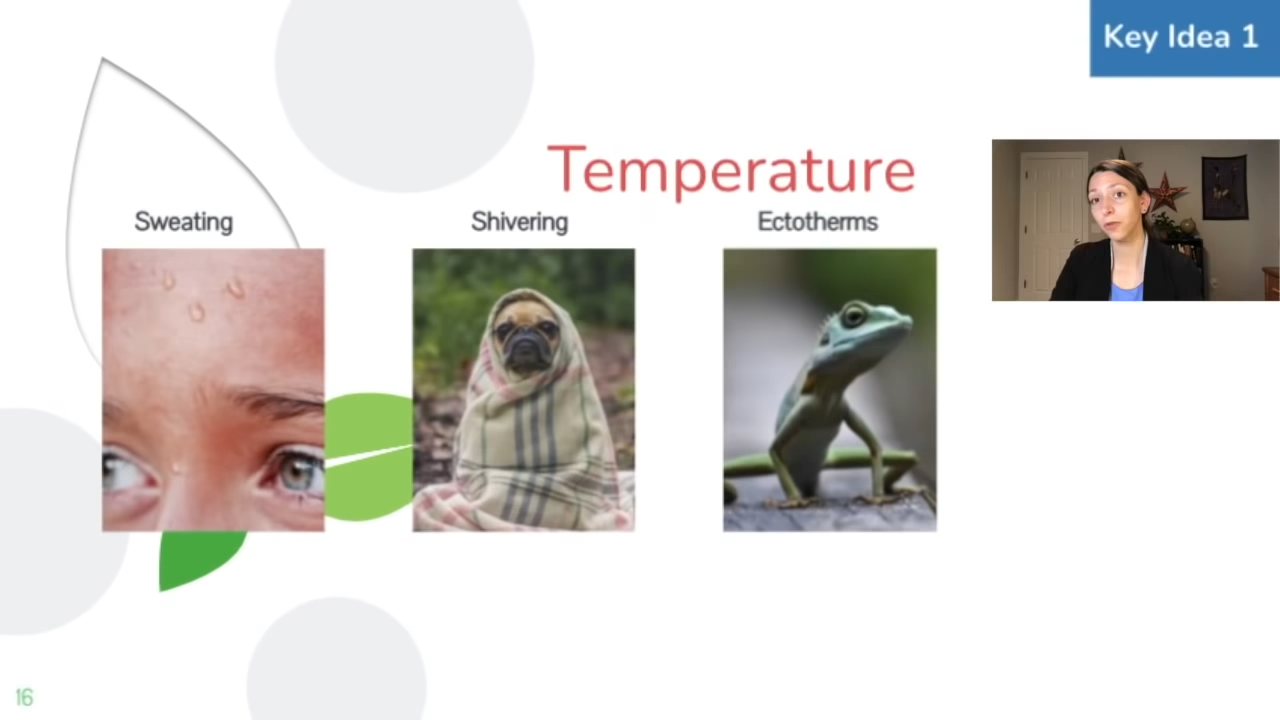 Key Idea 1
Temperature
Sweating
Shivering
Ectotherms
16